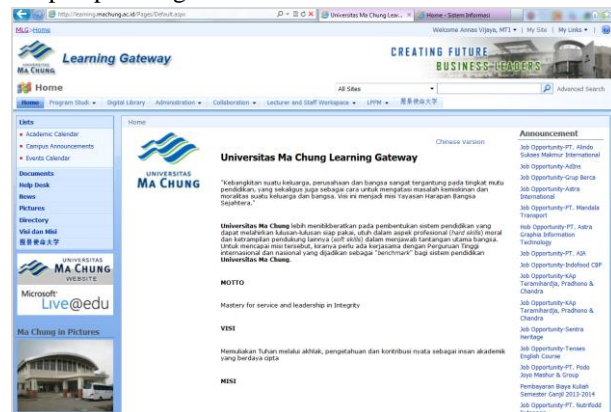 http://learning.machung.ac.id/Pages/Default.aspx
Universitas Ma Chung Lear...
Home - Sistem Informasi
MLG > Home
Welcome Annas Vijaya, MTI
My Site
My Links
UNIVERSITAS
MA CHUNG
Learning Gateway
CREATING FUTURE
BUSINESS LEADERS
Home
All Sites
Advanced Search
Home
Program Studi
Digital Library
Administration
Collaboration
Lecturer and Staff Workspace
LPPM
Lists
Academic Calendar
Campus Announcements
Events Calendar
Documents
Help Desk
News
Pictures
Directory
Visi dan Misi
UNIVERSITAS
MA CHUNG
WEBSITE
Microsoft
Live@edu
Ma Chung in Pictures
Home
UNIVERSITAS
MA CHUNG
Chinese Version
Universitas Ma Chung Learning Gateway
"Kebangkitan suatu keluarga, perusahaan dan bangsa sangat tergantung pada tingkat mutu
pendidikan, yang sekaligus juga sebagai cara untuk mengatasi masalah kemiskinan dan
moralitas suatu keluarga dan bangsa. Visi ini menjadi misi Yayasan Harapan Bangsa
Sejahtera."
Universitas Ma Chung lebih menitikberatkan pada pembentukan sistem pendidikan yang
dapat melahirkan lulusan-lulusan siap pakai, utuh dalam aspek profesional (hard skills) moral
dan ketrampilan pendukung lainnya (soft skills) dalam menjawab tantangan utama bangsa.
Untuk mencapai misi tersebut, kiranya perlu ada kerjasama dengan Perguruan Tinggi
internasional dan nasional yang dijadikan sebagai "benchmark" bagi sistem pendidikan
Universitas Ma Chung.
MOTTO
Mastery for service and leadership in Integrity
VISI
Memuliakan Tuhan melalui akhlak, pengetahuan dan kontribusi nyata sebagai insan akademik
yang berdaya cipta
MISI
Announcement
Job Opportunity-PT. Alindo
Sukses Makmur International
Job Opportunity-AdIns
Job Opportunity-Grup Berca
Job Opportunity-Astra
International
Job Opportunity-PT. Mandala
Transport
Job Opportunity-PT. Astra
Graphia Information
Technology
Job Opportunity-PT. AIA
Job Opportunity-Indofood CBP
Job Opportunity-KAp
Teramihardja, Pradhono &
Chandra
Job Opportunity-KAp
Teramihardja, Pradhono &
Chandra
Job Opportunity-Sentra
Heritage
Job Opportunity-Tenses
English Course
Job Opportunity-PT. Podo
Joyo Mashur & Group
Pembayaran Biaya Kuliah
Semester Ganjil 2013-2014
Job Opportunity-PT. Nutrifood